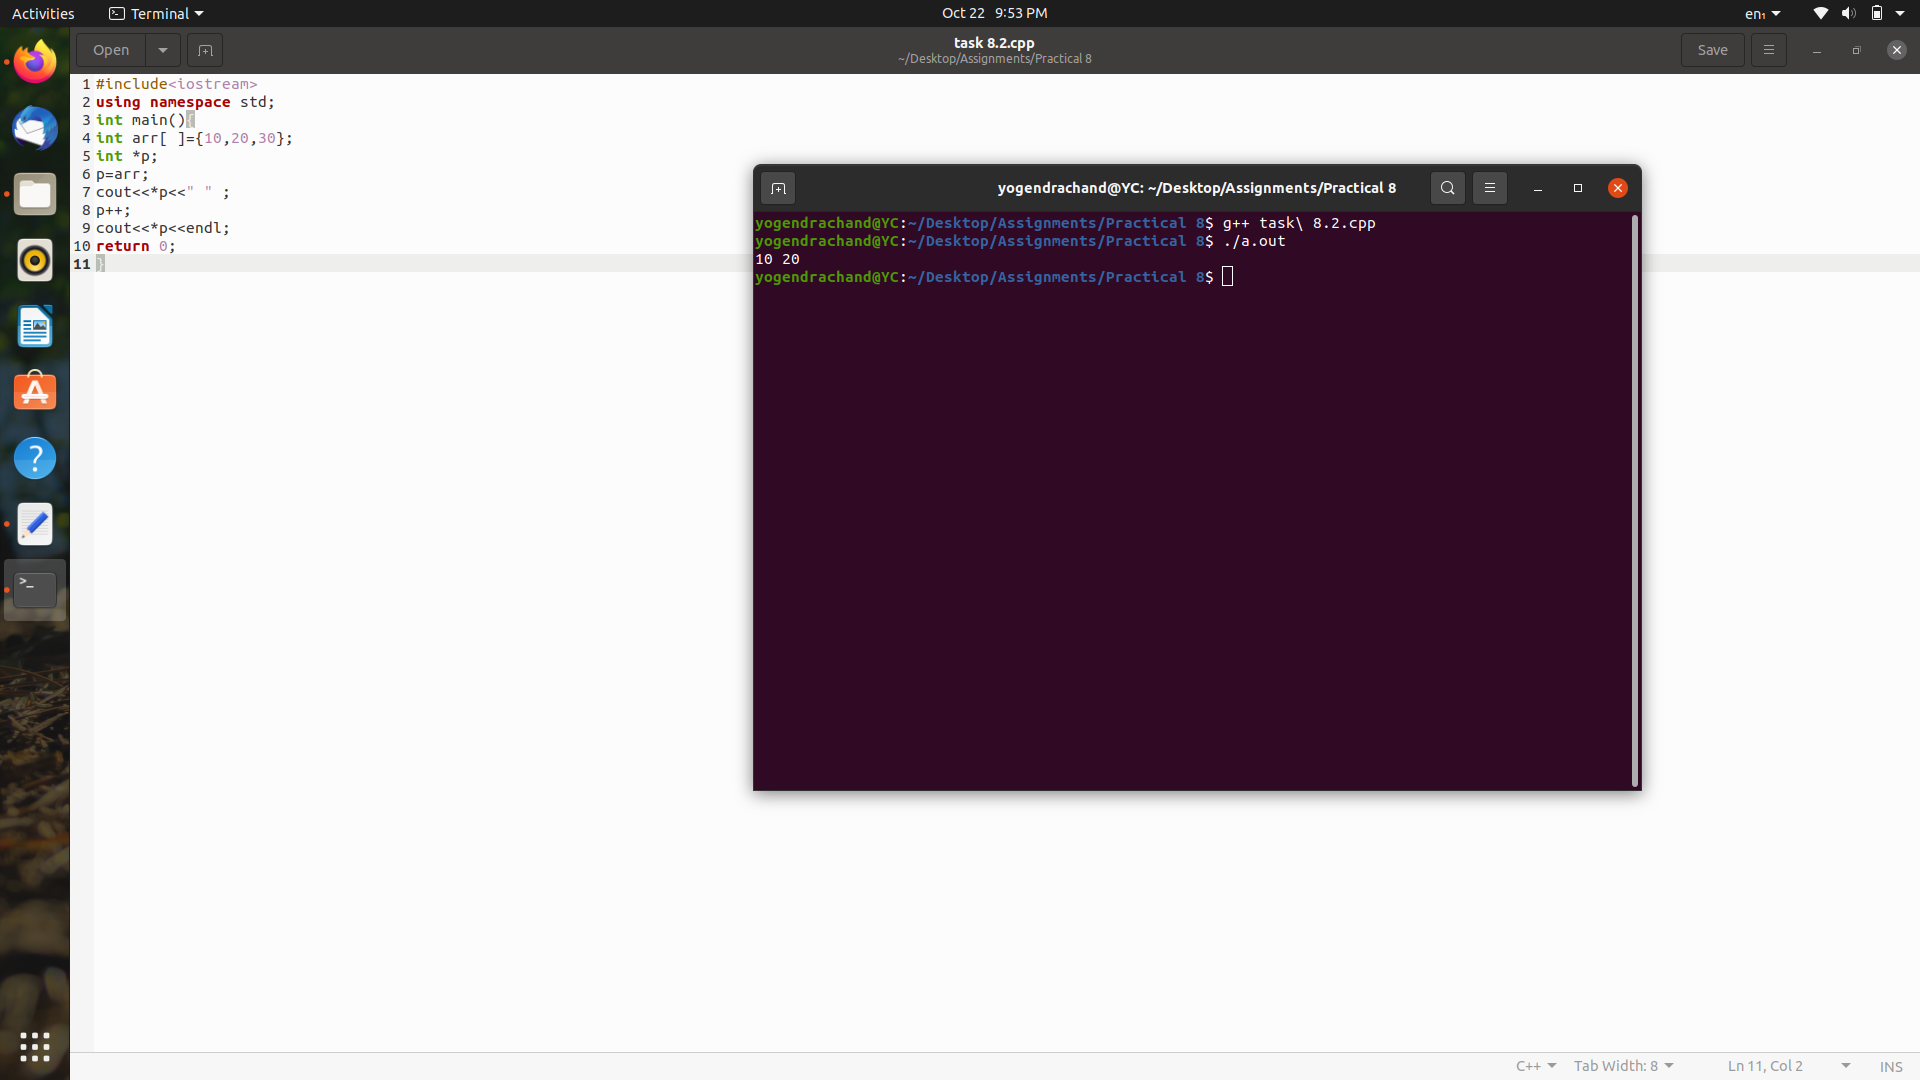 Activities
Terminal
Oct 22 9:53 PM
en₁
Open
task 8.2.cpp
~/Desktop/Assignments/Practical 8
Save
1 #include<iostream>
2 using namespace std;
3 int main(){
4 int arr[ ]={10,20,30};
5 int *p;
6 p=arr;
7 cout<<*p<<" " ;
8 p++;
9 cout<<*p<<endl;
10 return 0;
11 }
yogendrachand@YC: ~/Desktop/Assignments/Practical 8
yogendrachand@YC:~/Desktop/Assignments/Practical 8$ g++ task\ 8.2.cpp
yogendrachand@YC:~/Desktop/Assignments/Practical 8$ ./a.out
10 20
yogendrachand@YC:~/Desktop/Assignments/Practical 8$
C++
Tab Width: 8
Ln 11, Col 2
INS